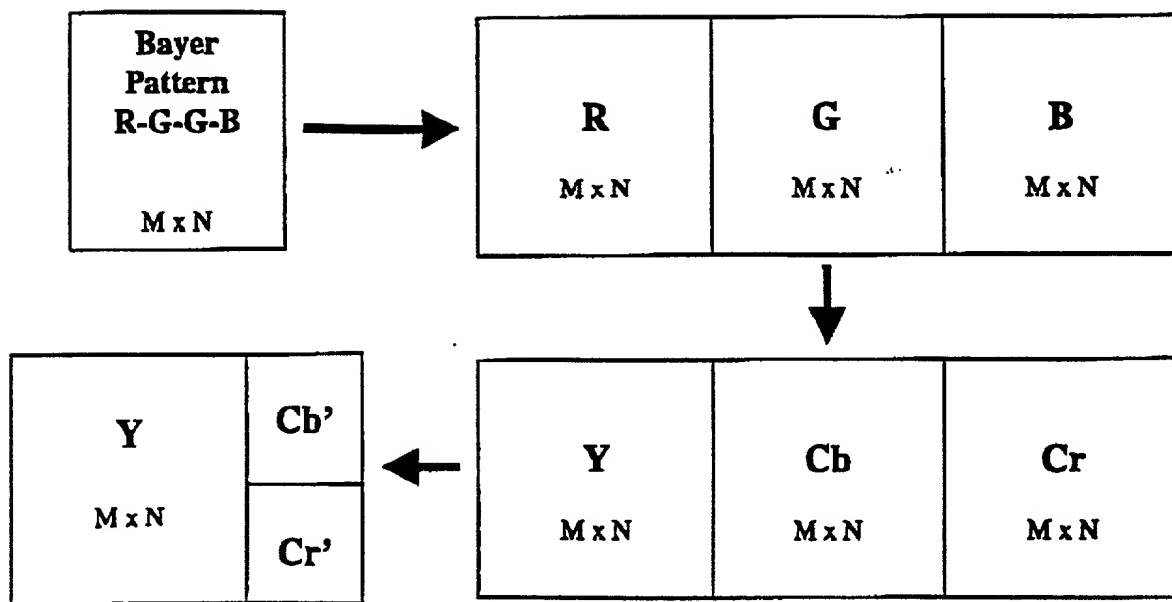 Bayer
Pattern
R-G-G-B
M x N
R
G
B
M x N
M x N
M x N
Y
Cb
Cr
M x N
M x N
M x N
Y
Cb’
M x N
Cr’